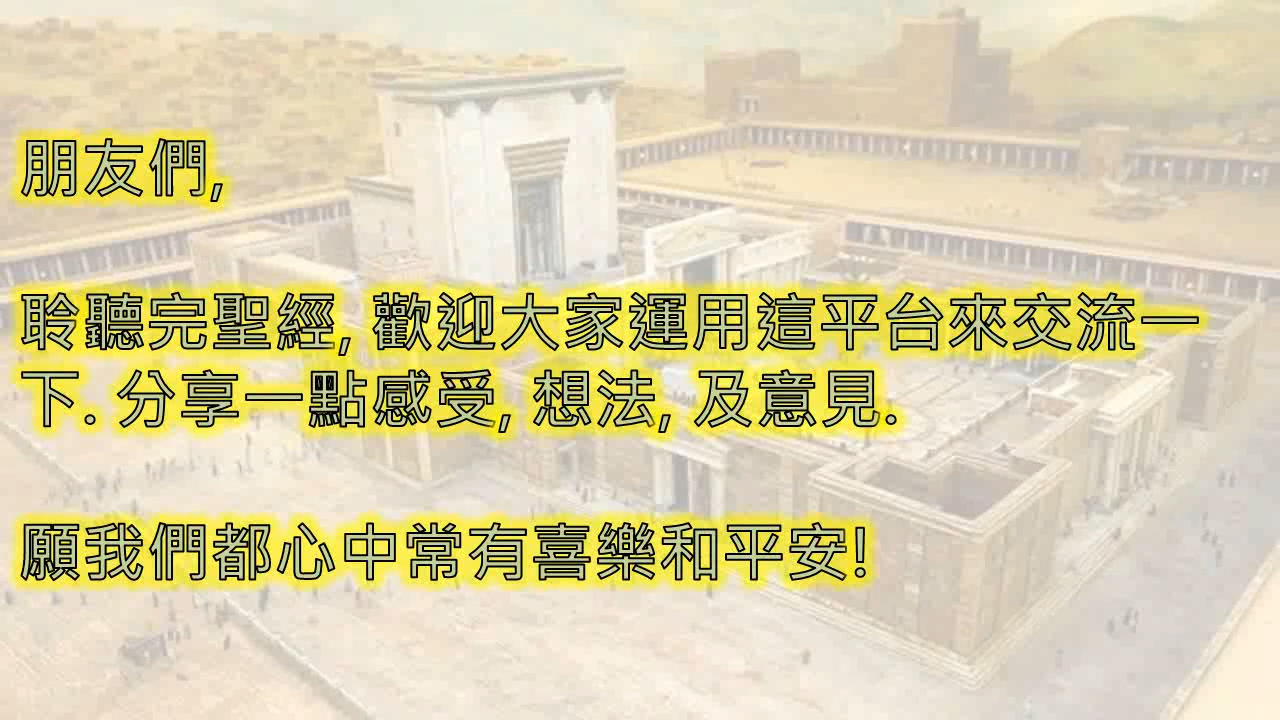 朋友們,
聆聽完聖經, 歡迎大家運用這平台來交流一
下. 分享一點感受, 想法, 及意見.
願我們都心中常有喜樂和平安!